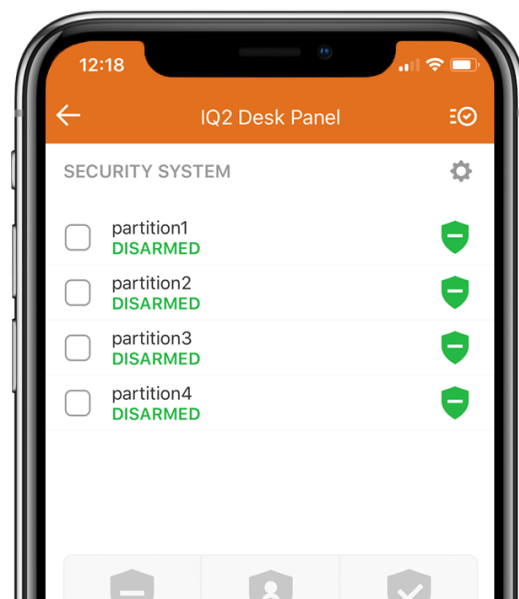 12:18
IQ2 Desk Panel
SECURITY SYSTEM
partition1
DISARMED
partition2
DISARMED
partition3
DISARMED
partition4
DISARMED